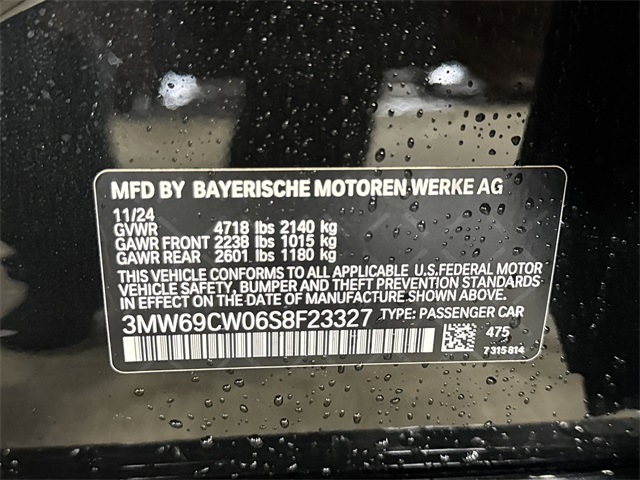 MFD BY BAYERISCHE MOTOREN WERKE AG
11/24
GVWR 4718 lbs 2140 kg
GAWR FRONT 2238 lbs 1015 kg
GAWR REAR 2601 lbs 1180 kg
THIS VEHICLE CONFORMS TO ALL APPLICABLE U.S.FEDERAL MOTOR
VEHICLE SAFETY, BUMPER AND THEFT PREVENTION STANDARDS
IN EFFECT ON THE DATE OF MANUFACTURE SHOWN ABOVE.
3MW69CW06S8F23327 TYPE: PASSENGER CAR
475
7 315 814